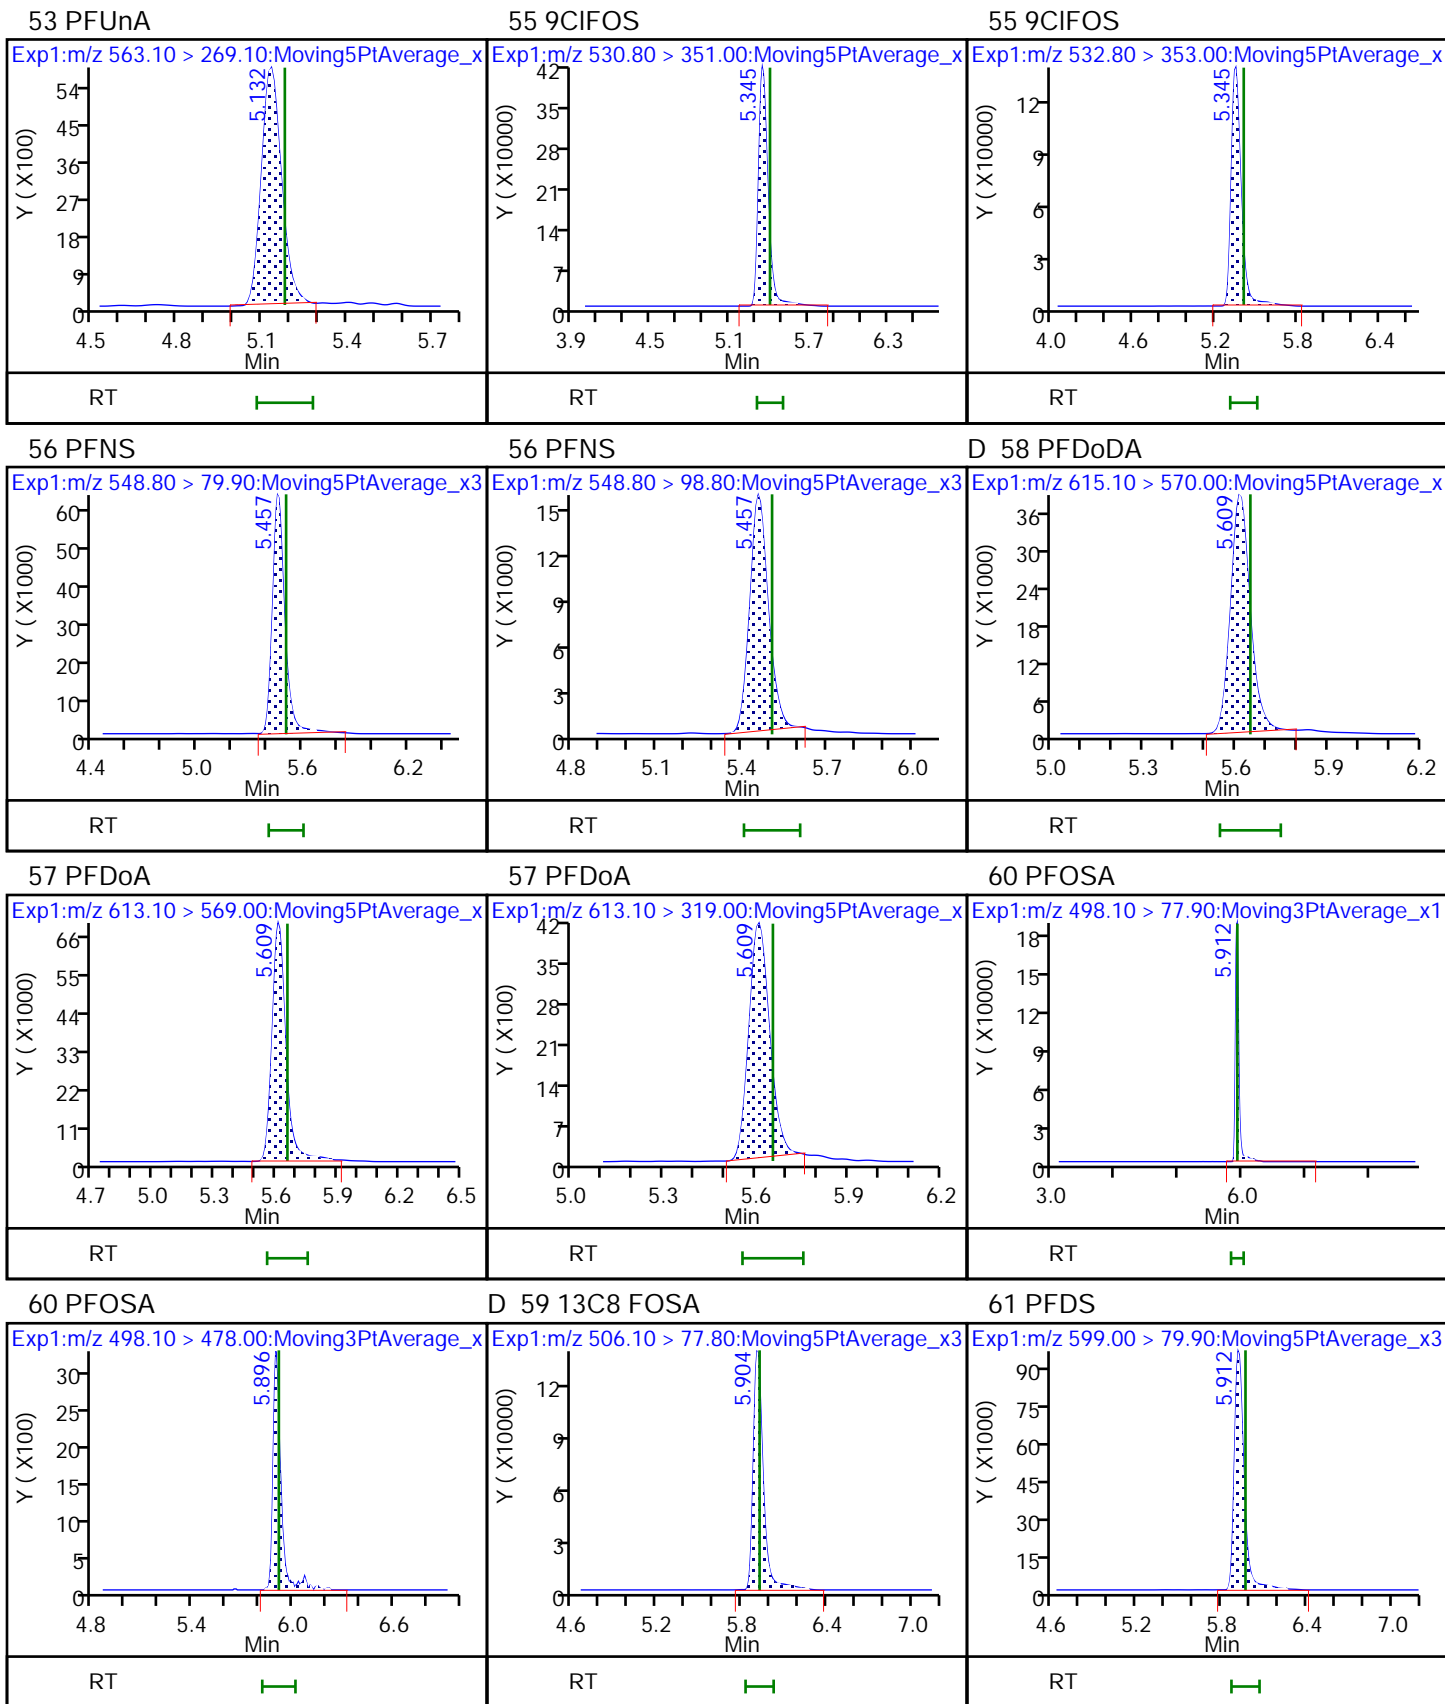 53 PFUnA
Exp1:m/z 563.10 > 269.10:Moving5PtAverage_x
Y ( X100)
54
45
36
27
18
9
0
5.132
4.5 4.8 5.1 5.4 5.7
Min
RT
55 9ClFOS
Exp1:m/z 530.80 > 351.00:Moving5PtAverage_x
Y ( X10000)
42
35
28
21
14
7
0
5.345
3.9 4.5 5.1 5.7 6.3
Min
RT
55 9ClFOS
Exp1:m/z 532.80 > 353.00:Moving5PtAverage_x
Y ( X10000)
12
9
6
3
0
5.345
4.0 4.6 5.2 5.8 6.4
Min
RT
56 PFNS
Exp1:m/z 548.80 > 79.90:Moving5PtAverage_x3
Y ( X1000)
60
50
40
30
20
10
0
5.457
4.4 5.0 5.6 6.2
Min
RT
56 PFNS
Exp1:m/z 548.80 > 98.80:Moving5PtAverage_x3
Y ( X1000)
15
12
9
6
3
0
5.457
4.8 5.1 5.4 5.7 6.0
Min
RT
D 58 PFDoDA
Exp1:m/z 615.10 > 570.00:Moving5PtAverage_x
Y ( X1000)
36
30
24
18
12
6
0
5.609
5.0 5.3 5.6 5.9 6.2
Min
RT
57 PFDoA
Exp1:m/z 613.10 > 569.00:Moving5PtAverage_x
Y ( X1000)
66
55
44
33
22
11
0
5.609
4.7 5.0 5.3 5.6 5.9 6.2 6.5
Min
RT
57 PFDoA
Exp1:m/z 613.10 > 319.00:Moving5PtAverage_x
Y ( X100)
42
35
28
21
14
7
0
5.609
5.0 5.3 5.6 5.9 6.2
Min
RT
60 PFOSA
Exp1:m/z 498.10 > 77.90:Moving3PtAverage_x1
Y ( X10000)
18
15
12
9
6
3
0
5.912
3.0 6.0
Min
RT
60 PFOSA
Exp1:m/z 498.10 > 478.00:Moving3PtAverage_x
Y ( X100)
30
25
20
15
10
5
0
5.896
4.8 5.4 6.0 6.6
Min
RT
D 59 13C8 FOSA
Exp1:m/z 506.10 > 77.80:Moving5PtAverage_x3
Y ( X10000)
12
9
6
3
0
5.904
4.6 5.2 5.8 6.4 7.0
Min
RT
61 PFDS
Exp1:m/z 599.00 > 79.90:Moving5PtAverage_x3
Y ( X1000)
90
75
60
45
30
15
0
5.912
4.6 5.2 5.8 6.4 7.0
Min
RT